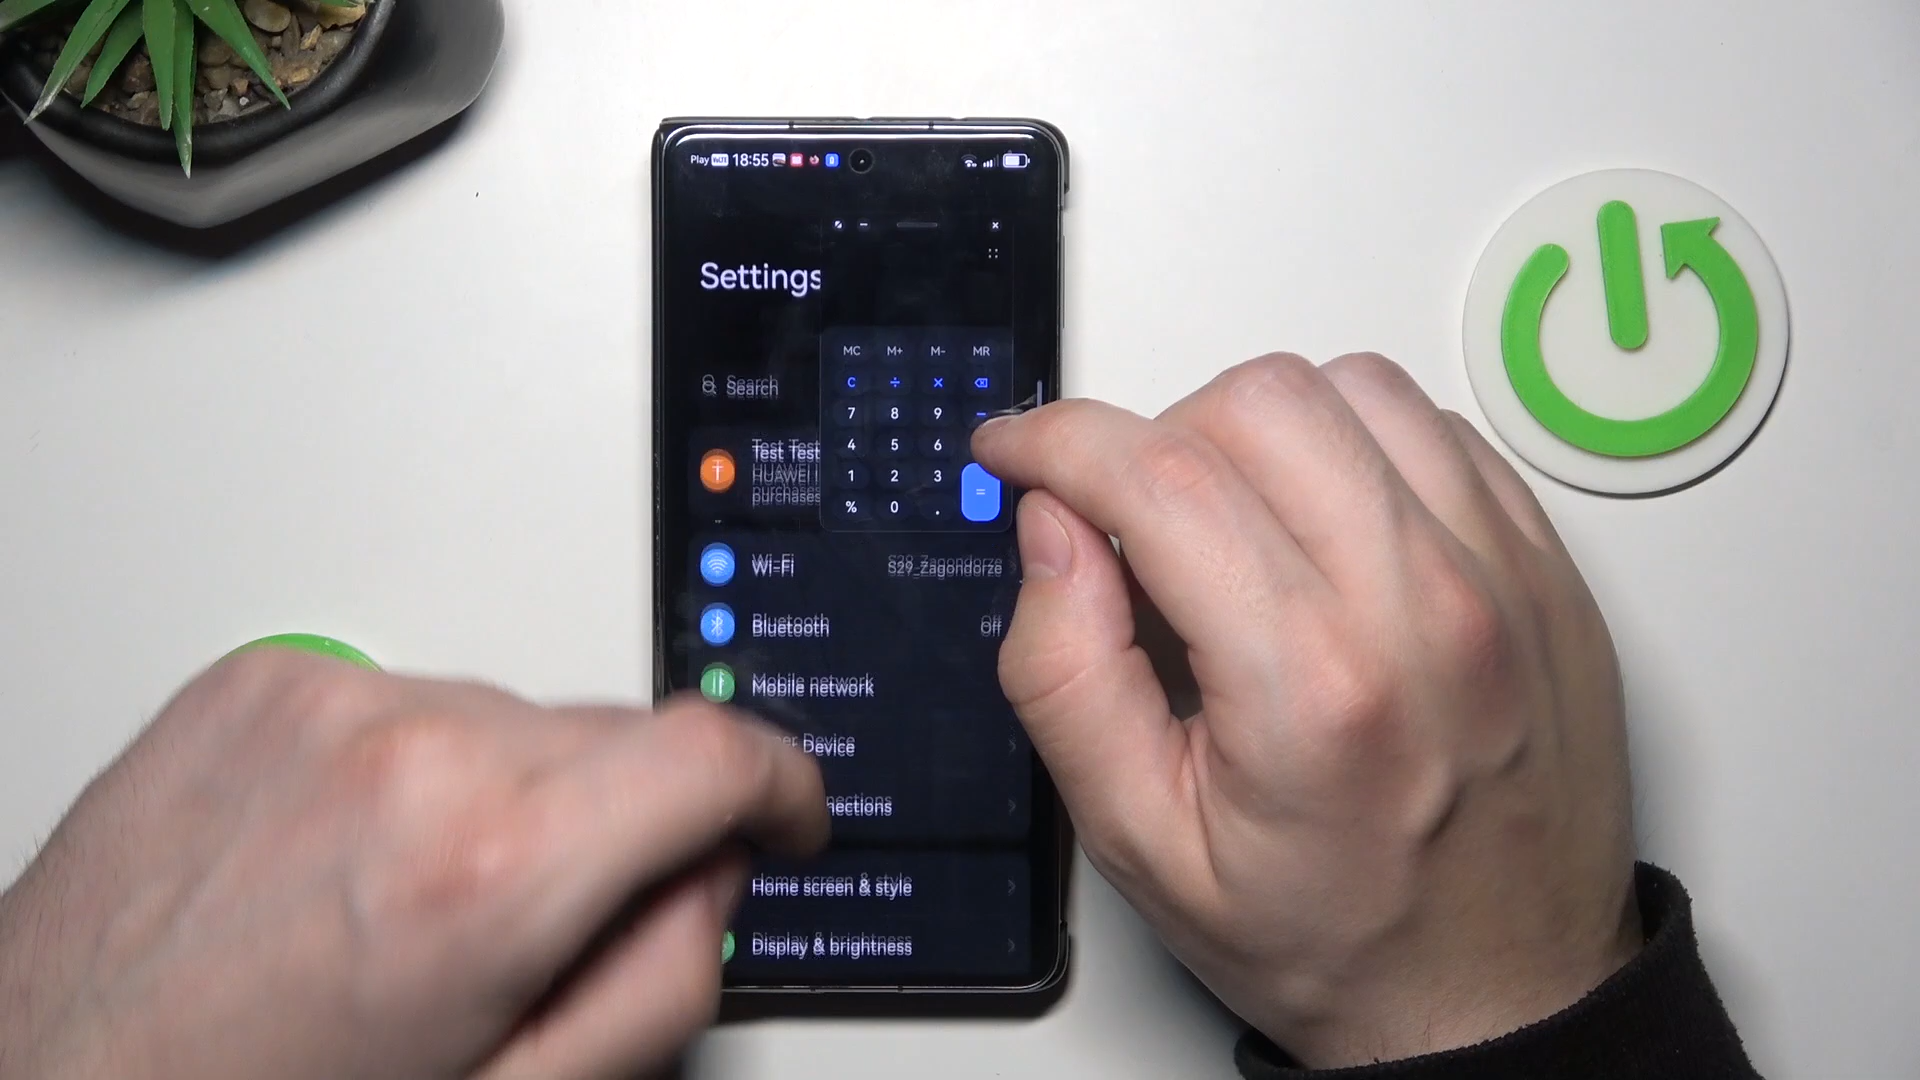 Play 18:55
Settings
Search
MC M+ M- MR
C ÷ × 
7 8 9 −
4 5 6
1 2 3
% 0 . =
Test Test
HUAWEI
purchases
Wi-Fi S29_Zagondorze
Bluetooth Off
Mobile network
Device
nections
Home screen & style
Display & brightness